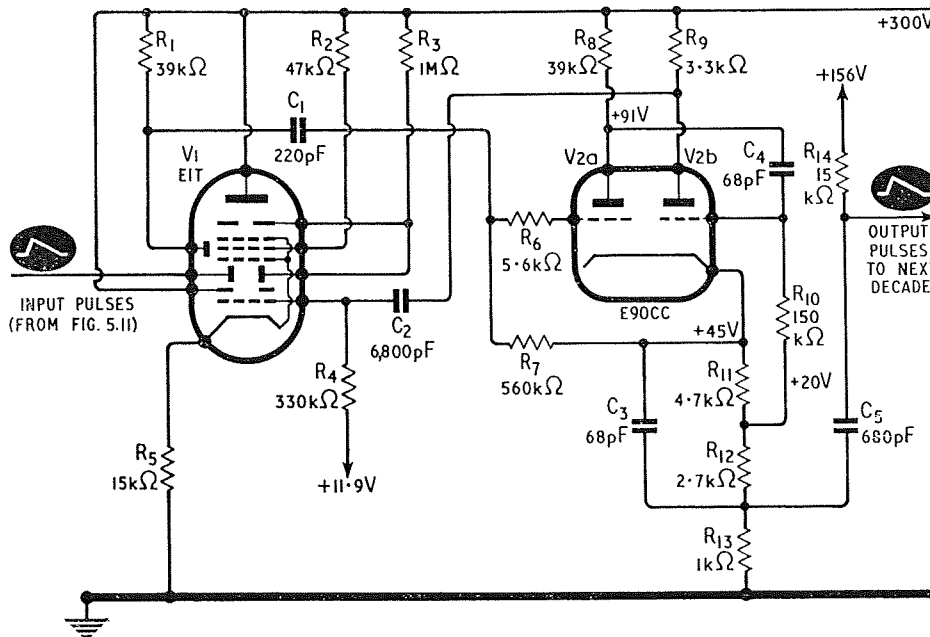 +300V
R1
39kΩ
R2
47kΩ
R3
1MΩ
R8
39kΩ
R9
3·3kΩ
+156V
C1
220pF
+91V
V1
E1T
V2a
V2b
C4
68pF
R14
15
kΩ
INPUT PULSES
(FROM FIG. 5.11)
R6
5·6kΩ
OUTPUT
PULSES
TO NEXT
DECADE
E90CC
C2
6,800pF
R10
150
kΩ
+45V
R4
330kΩ
R7
560kΩ
R11
4·7kΩ
+20V
C3
68pF
C5
680pF
R5
15kΩ
R12
2·7kΩ
+11·9V
R13
1kΩ